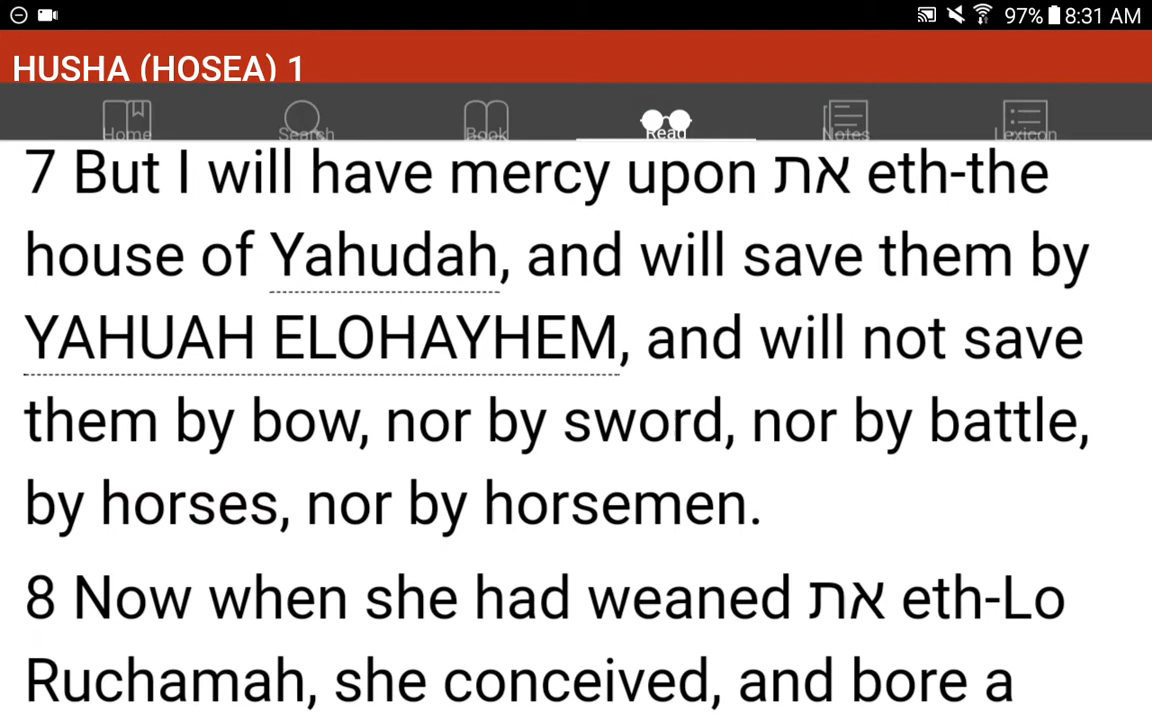 97% 8:31 AM
HUSHA (HOSEA) 1
Home Search Book Read Notes Lexicon
7 But I will have mercy upon את eth-the
house of Yahudah, and will save them by
YAHUAH ELOHAYHEM, and will not save
them by bow, nor by sword, nor by battle,
by horses, nor by horsemen.
8 Now when she had weaned את eth-Lo
Ruchamah, she conceived, and bore a